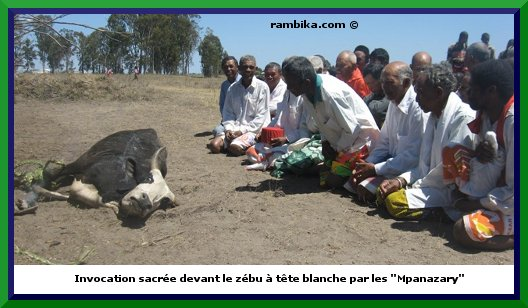 rambika.com ©
Invocation sacrée devant le zébu à tête blanche par les "Mpanazary"